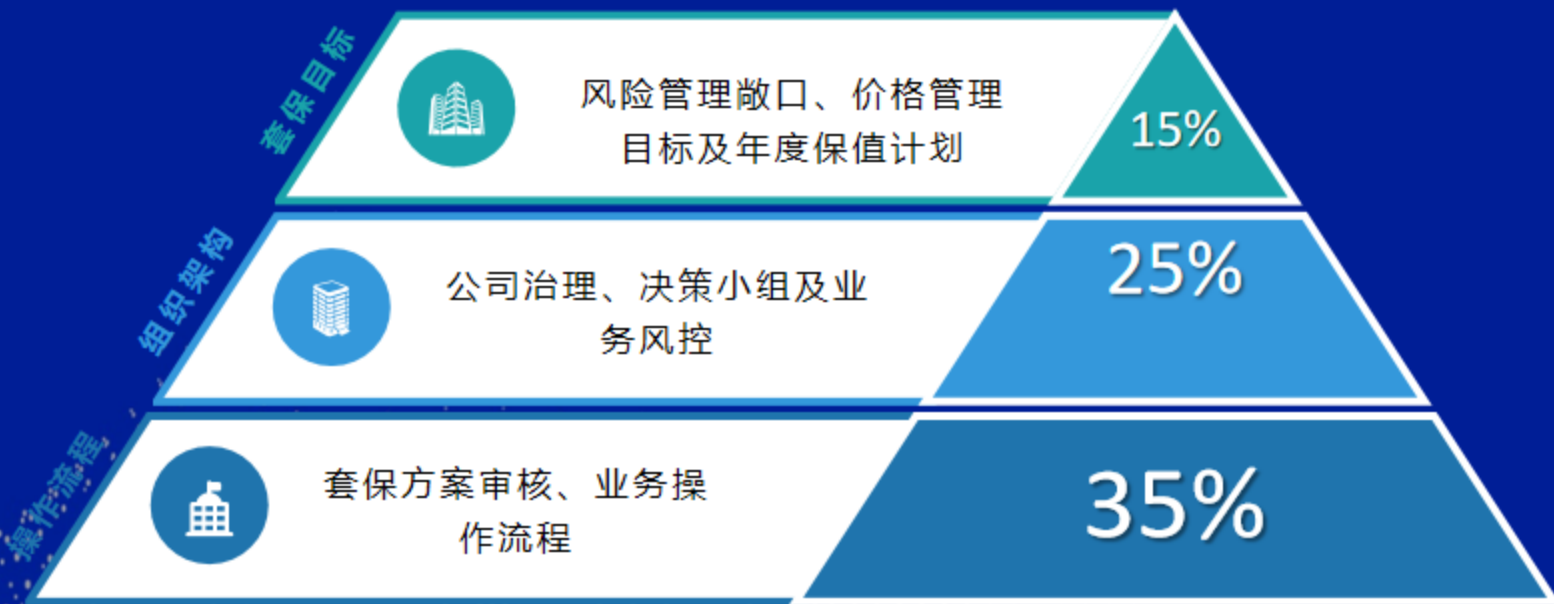 套保目标
风险管理敞口、价格管理
目标及年度保值计划
15%
组织架构
公司治理、决策小组及业
务风控
25%
操作流程
套保方案审核、业务操
作流程
35%